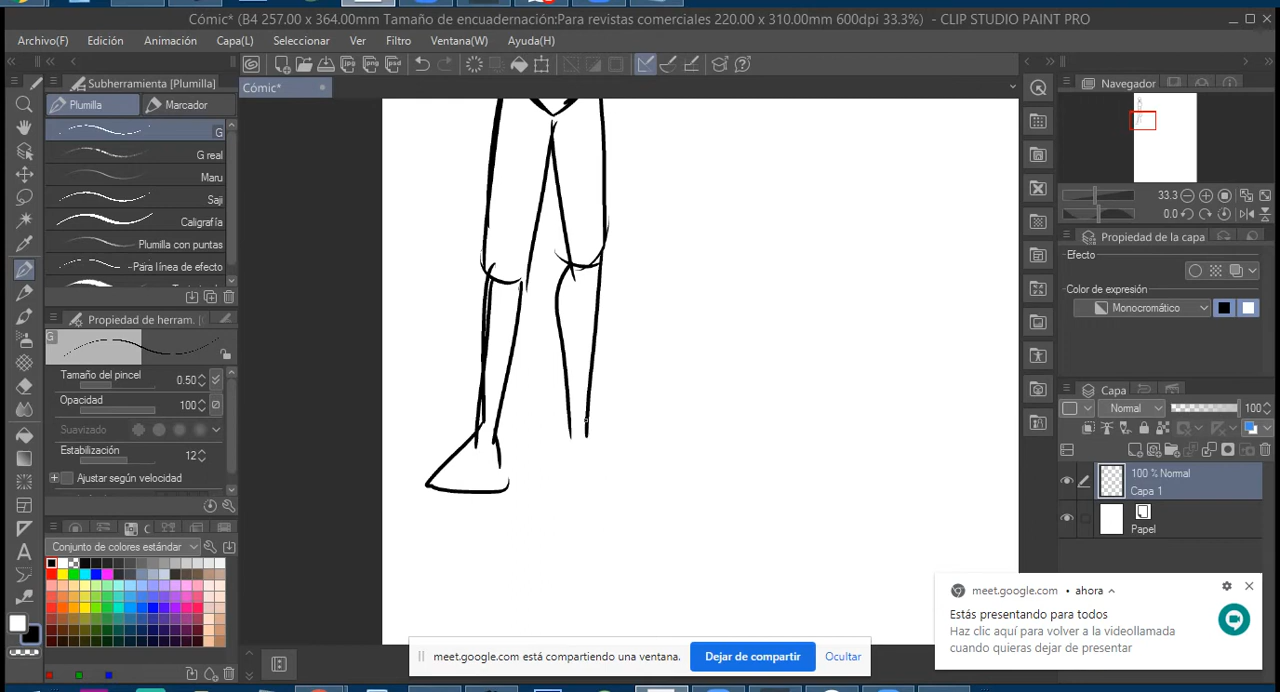 Cómic* (B4 257.00 x 364.00mm Tamaño de encuadernación:Para revistas comerciales 220.00 x 310.00mm 600dpi 33.3%) - CLIP STUDIO PAINT PRO
Archivo(F) Edición Animación Capa(L) Seleccionar Ver Filtro Ventana(W) Ayuda(H)
Subherramienta [Plumilla]
Cómic*
Plumilla Marcador
G
G real
Maru
Saji
Caligrafía
Plumilla con puntas
Para línea de efecto
Propiedad de herram.
G
Tamaño del pincel 0.50
Opacidad 100
Suavizado
Estabilización 12
Ajustar según velocidad
Conjunto de colores estándar
Navegador
33.3
0.0
Propiedad de la capa
Efecto
Color de expresión
Monocromático
Capa
Normal 100
100 % Normal
Capa 1
Papel
meet.google.com • ahora
Estás presentando para todos
Haz clic aquí para volver a la videollamada
cuando quieras dejar de presentar
meet.google.com está compartiendo una ventana. Dejar de compartir Ocultar